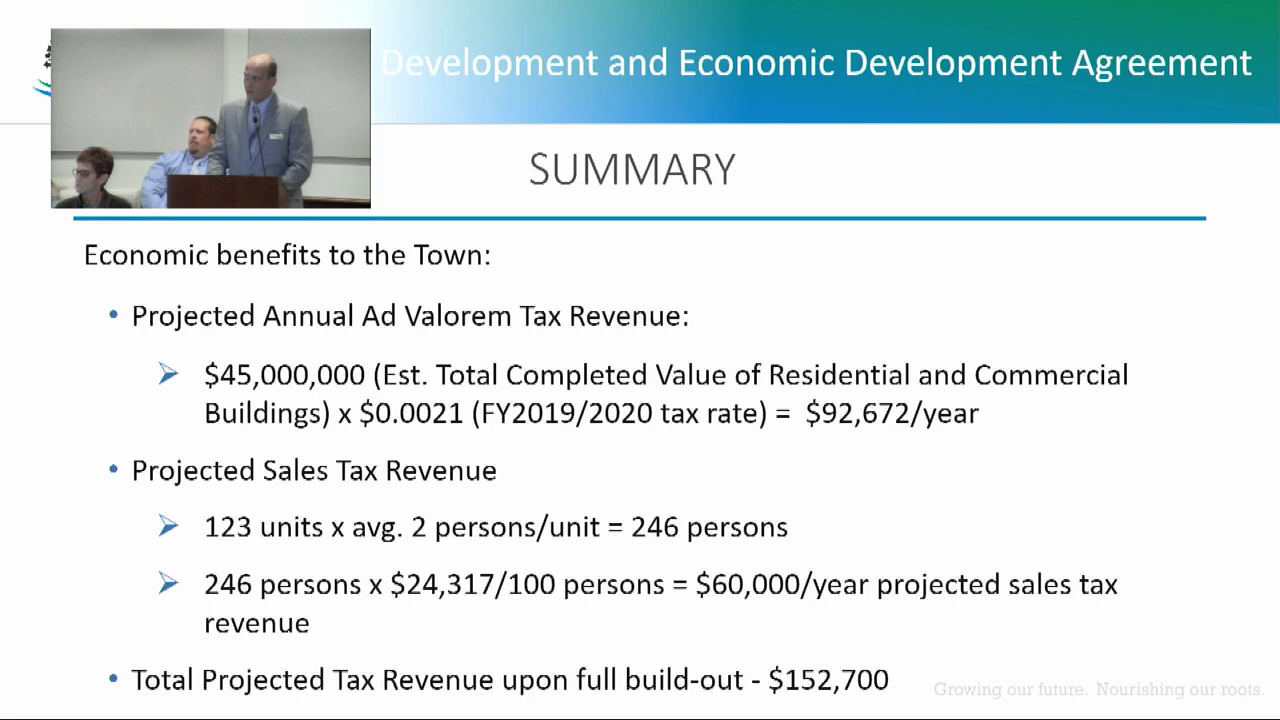 Development and Economic Development Agreement
SUMMARY
Economic benefits to the Town:
• Projected Annual Ad Valorem Tax Revenue:
➢ $45,000,000 (Est. Total Completed Value of Residential and Commercial
Buildings) x $0.0021 (FY2019/2020 tax rate) = $92,672/year
• Projected Sales Tax Revenue
➢ 123 units x avg. 2 persons/unit = 246 persons
➢ 246 persons x $24,317/100 persons = $60,000/year projected sales tax
revenue
• Total Projected Tax Revenue upon full build-out - $152,700
Growing our future. Nourishing our roots.